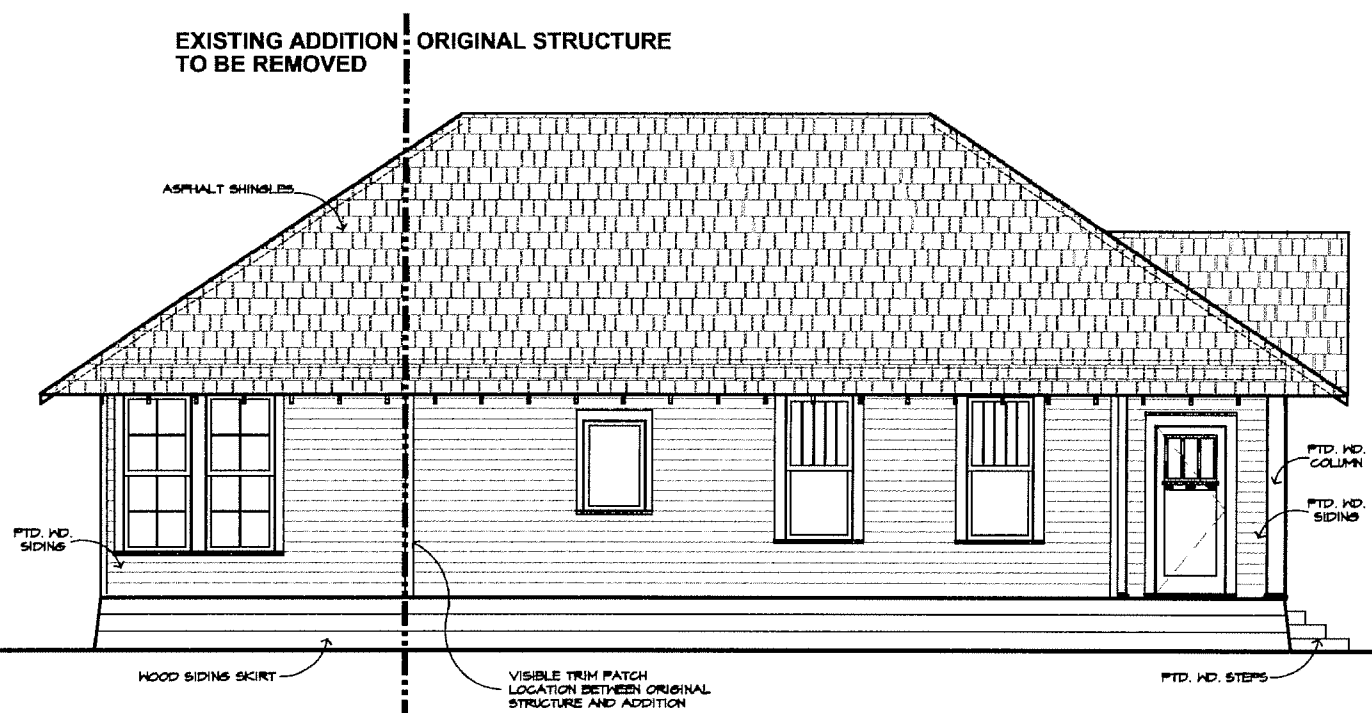 EXISTING ADDITION ORIGINAL STRUCTURE
TO BE REMOVED
ASPHALT SHINGLES
PTD. WD.
COLUMN
PTD. WD.
SIDING
PTD. WD.
SIDING
WOOD SIDING SKIRT
VISIBLE TRIM PATCH
LOCATION BETWEEN ORIGINAL
STRUCTURE AND ADDITION
PTD. WD. STEPS